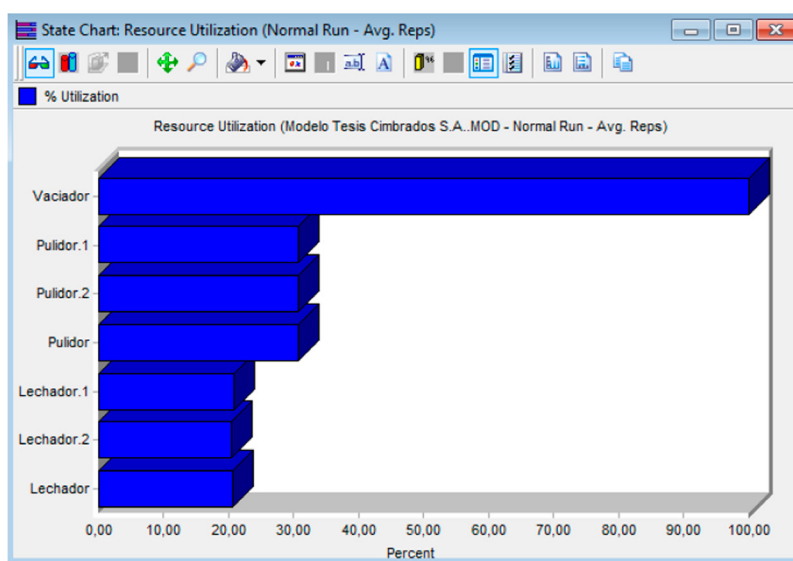 State Chart: Resource Utilization (Normal Run - Avg. Reps)
% Utilization
Resource Utilization (Modelo Tesis Cimbrados S.A..MOD - Normal Run - Avg. Reps)
Vaciador
Pulidor.1
Pulidor.2
Pulidor
Lechador.1
Lechador.2
Lechador
0,00 10,00 20,00 30,00 40,00 50,00 60,00 70,00 80,00 90,00 100,00
Percent